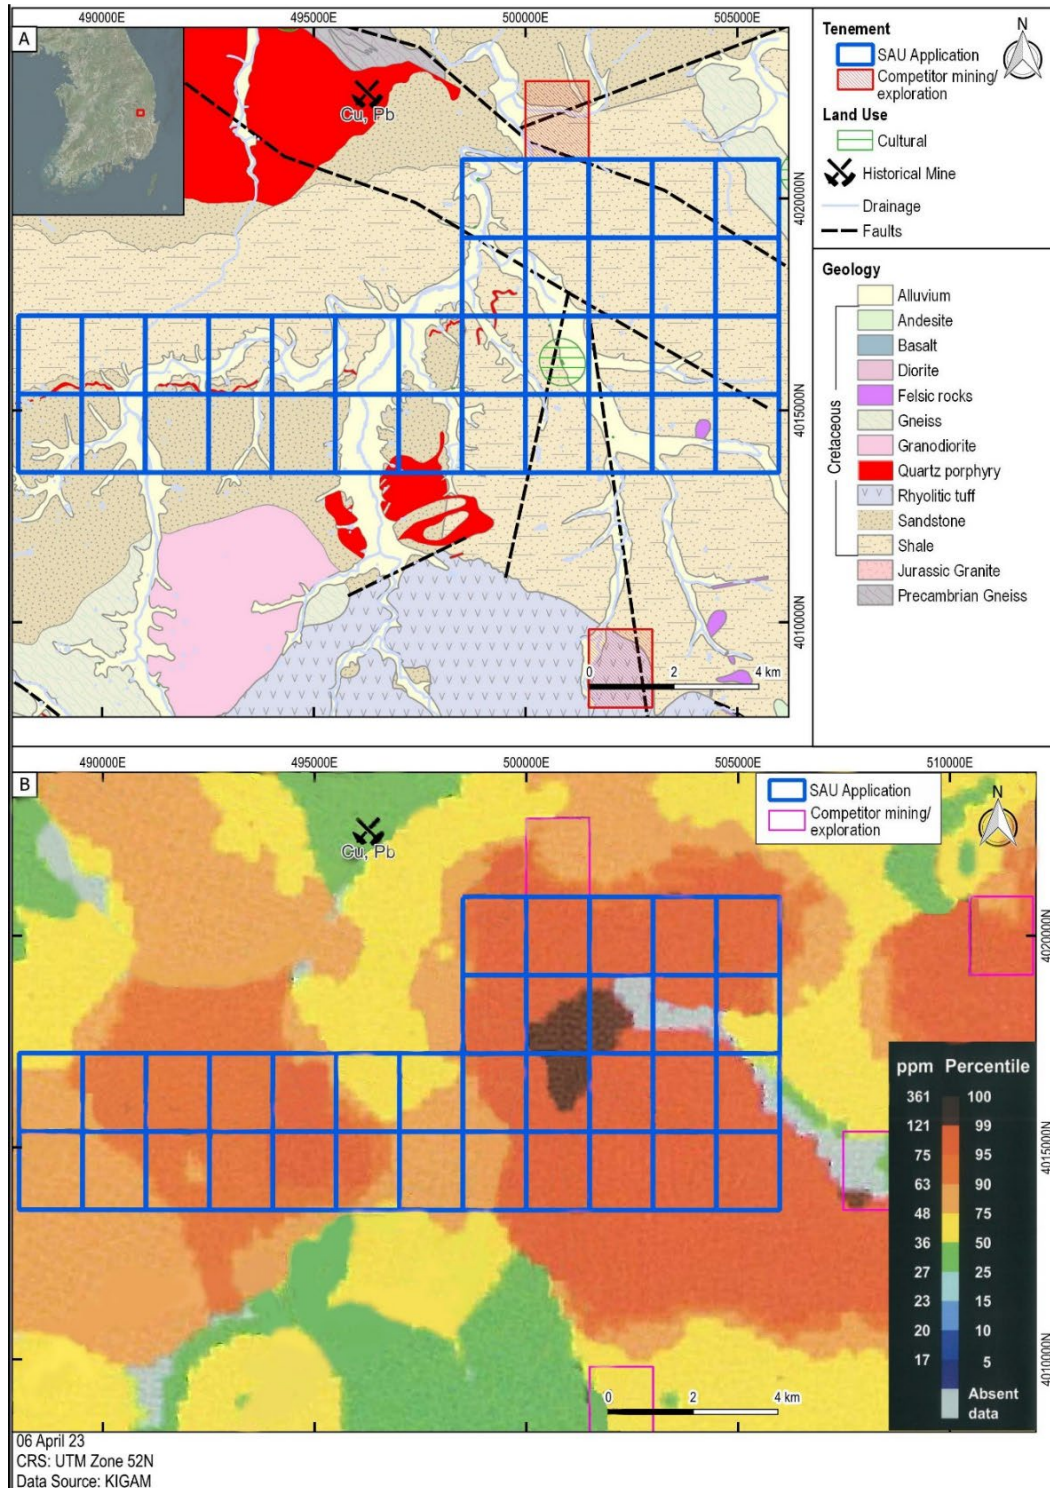 490000E
495000E
500000E
505000E
A
Cu, Pb
4020000N
4015000N
4010000N
0
2
4 km
Tenement
SAU Application
Competitor mining/
exploration
Land Use
Cultural
Historical Mine
Drainage
Faults
N
Geology
Cretaceous
Alluvium
Andesite
Basalt
Diorite
Felsic rocks
Gneiss
Granodiorite
Quartz porphyry
Rhyolitic tuff
Sandstone
Shale
Jurassic Granite
Precambrian Gneiss
490000E
495000E
500000E
505000E
510000E
B
Cu, Pb
SAU Application
Competitor mining/
exploration
N
4020000N
4015000N
4010000N
ppm Percentile
361 100
121 99
75 95
63 90
48 75
36 50
27 25
23 15
20 10
17 5
Absent
data
0
2
4 km
06 April 23
CRS: UTM Zone 52N
Data Source: KIGAM